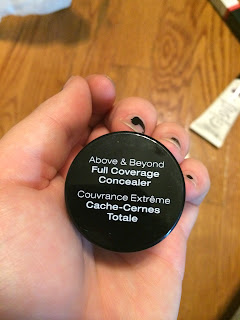 Above & Beyond
Full Coverage
Concealer
Couvrance Extrême
Cache-Cernes
Totale